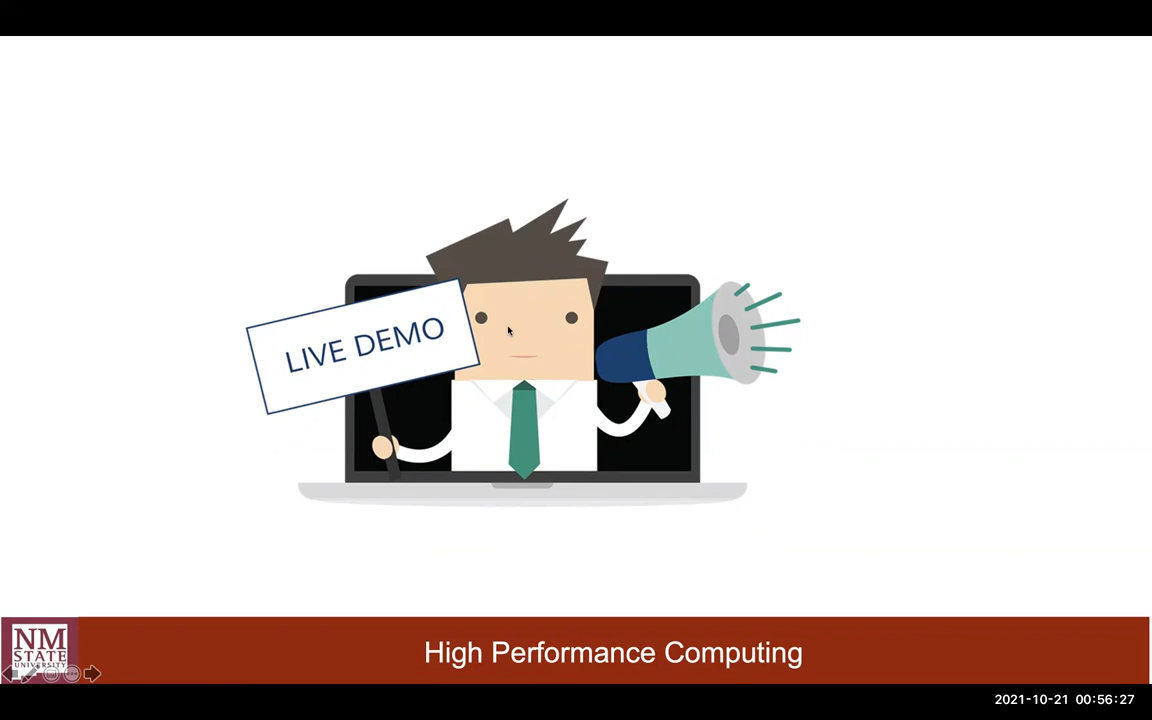 LIVE DEMO
NM
STATE
UNIVERSITY
High Performance Computing
2021-10-21 00:56:27